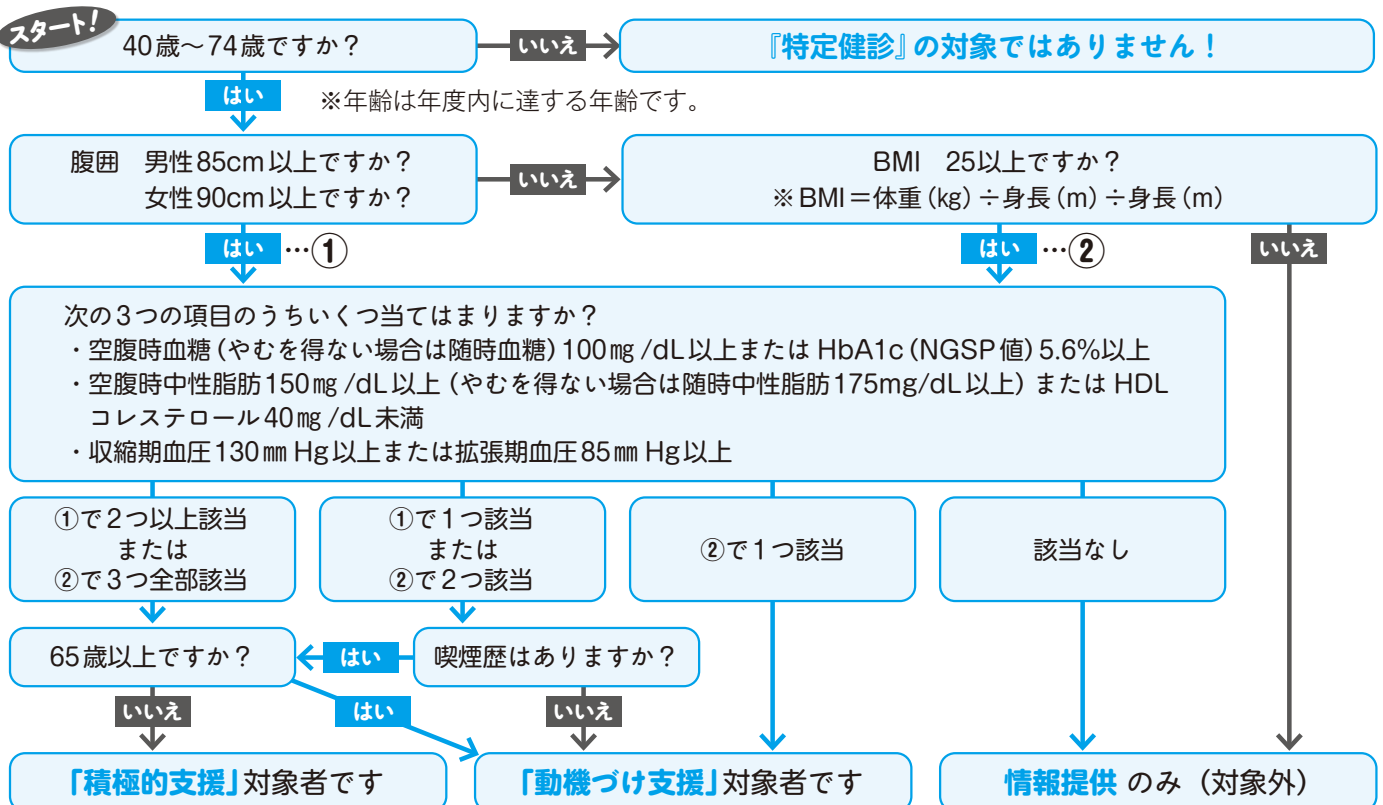 スタート!
40歳～74歳ですか？
いいえ
『特定健診』の対象ではありません！
はい
※年齢は年度内に達する年齢です。
腹囲　男性85cm以上ですか？
女性90cm以上ですか？
いいえ
BMI　25以上ですか？
※BMI＝体重(kg)÷身長(m)÷身長(m)
はい…①
はい…②
いいえ
次の3つの項目のうちいくつ当てはまりますか？
・空腹時血糖(やむを得ない場合は随時血糖)100㎎/dL以上またはHbA1c(NGSP値)5.6%以上
・空腹時中性脂肪150㎎/dL以上(やむを得ない場合は随時中性脂肪175mg/dL以上)またはHDL
コレステロール40㎎/dL未満
・収縮期血圧130㎜Hg以上または拡張期血圧85㎜Hg以上
①で2つ以上該当
または
②で3つ全部該当
①で1つ該当
または
②で2つ該当
②で1つ該当
該当なし
65歳以上ですか？
はい
喫煙歴はありますか？
いいえ
はい
いいえ
「積極的支援」対象者です
「動機づけ支援」対象者です
情報提供 のみ（対象外）